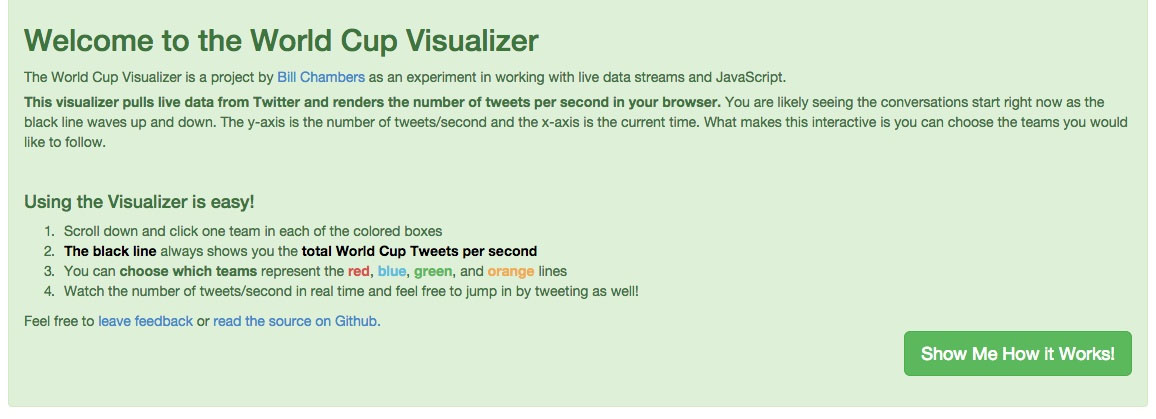 Welcome to the World Cup Visualizer
The World Cup Visualizer is a project by Bill Chambers as an experiment in working with live data streams and JavaScript.
This visualizer pulls live data from Twitter and renders the number of tweets per second in your browser. You are likely seeing the conversations start right now as the
black line waves up and down. The y-axis is the number of tweets/second and the x-axis is the current time. What makes this interactive is you can choose the teams you would
like to follow.
Using the Visualizer is easy!
1. Scroll down and click one team in each of the colored boxes
2. The black line always shows you the total World Cup Tweets per second
3. You can choose which teams represent the red, blue, green, and orange lines
4. Watch the number of tweets/second in real time and feel free to jump in by tweeting as well!
Feel free to leave feedback or read the source on Github.
Show Me How it Works!